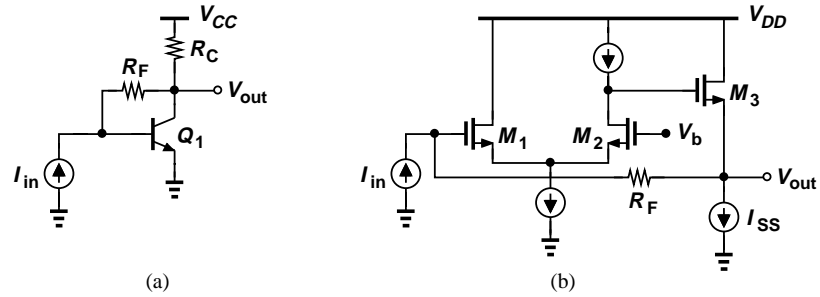 V_CC
R_C
R_F
V_out
Q_1
I_in
(a)
V_DD
M_3
M_1
M_2
V_b
I_in
R_F
V_out
I_SS
(b)